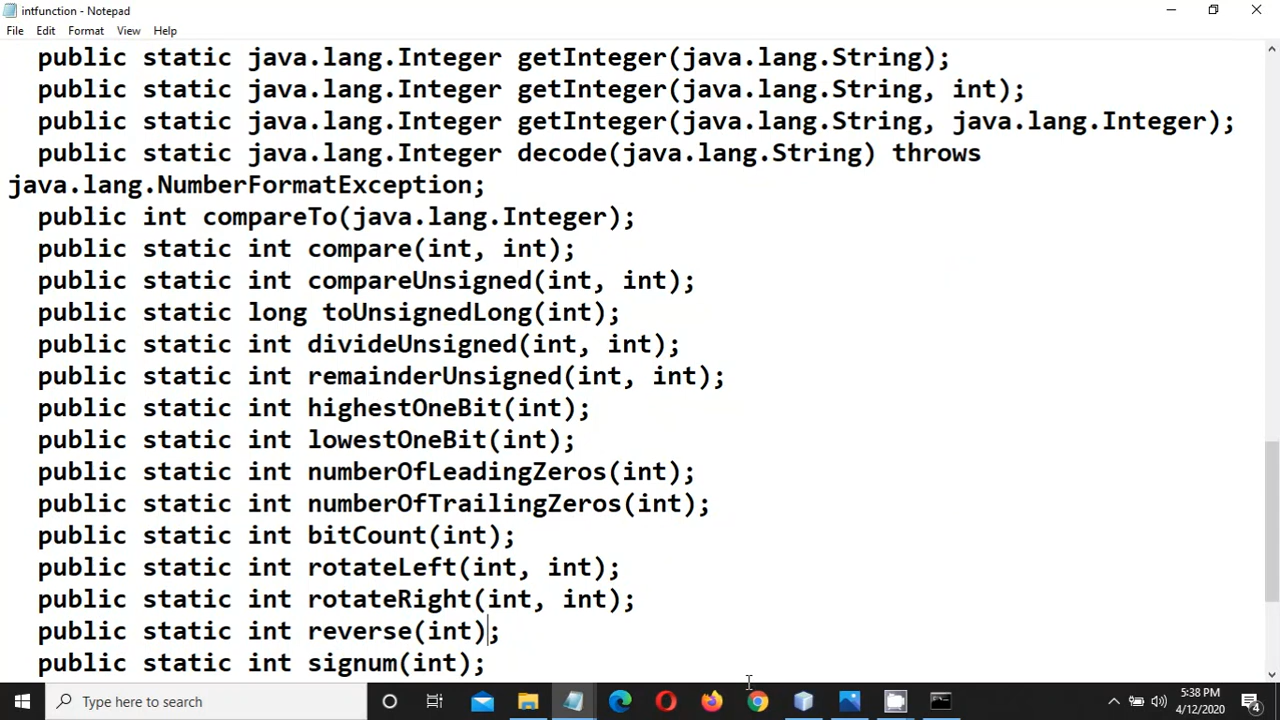 intfunction - Notepad
File Edit Format View Help
public static java.lang.Integer getInteger(java.lang.String);
public static java.lang.Integer getInteger(java.lang.String, int);
public static java.lang.Integer getInteger(java.lang.String, java.lang.Integer);
public static java.lang.Integer decode(java.lang.String) throws
java.lang.NumberFormatException;
public int compareTo(java.lang.Integer);
public static int compare(int, int);
public static int compareUnsigned(int, int);
public static long toUnsignedLong(int);
public static int divideUnsigned(int, int);
public static int remainderUnsigned(int, int);
public static int highestOneBit(int);
public static int lowestOneBit(int);
public static int numberOfLeadingZeros(int);
public static int numberOfTrailingZeros(int);
public static int bitCount(int);
public static int rotateLeft(int, int);
public static int rotateRight(int, int);
public static int reverse(int);
public static int signum(int);
Type here to search
5:38 PM
4/12/2020
4